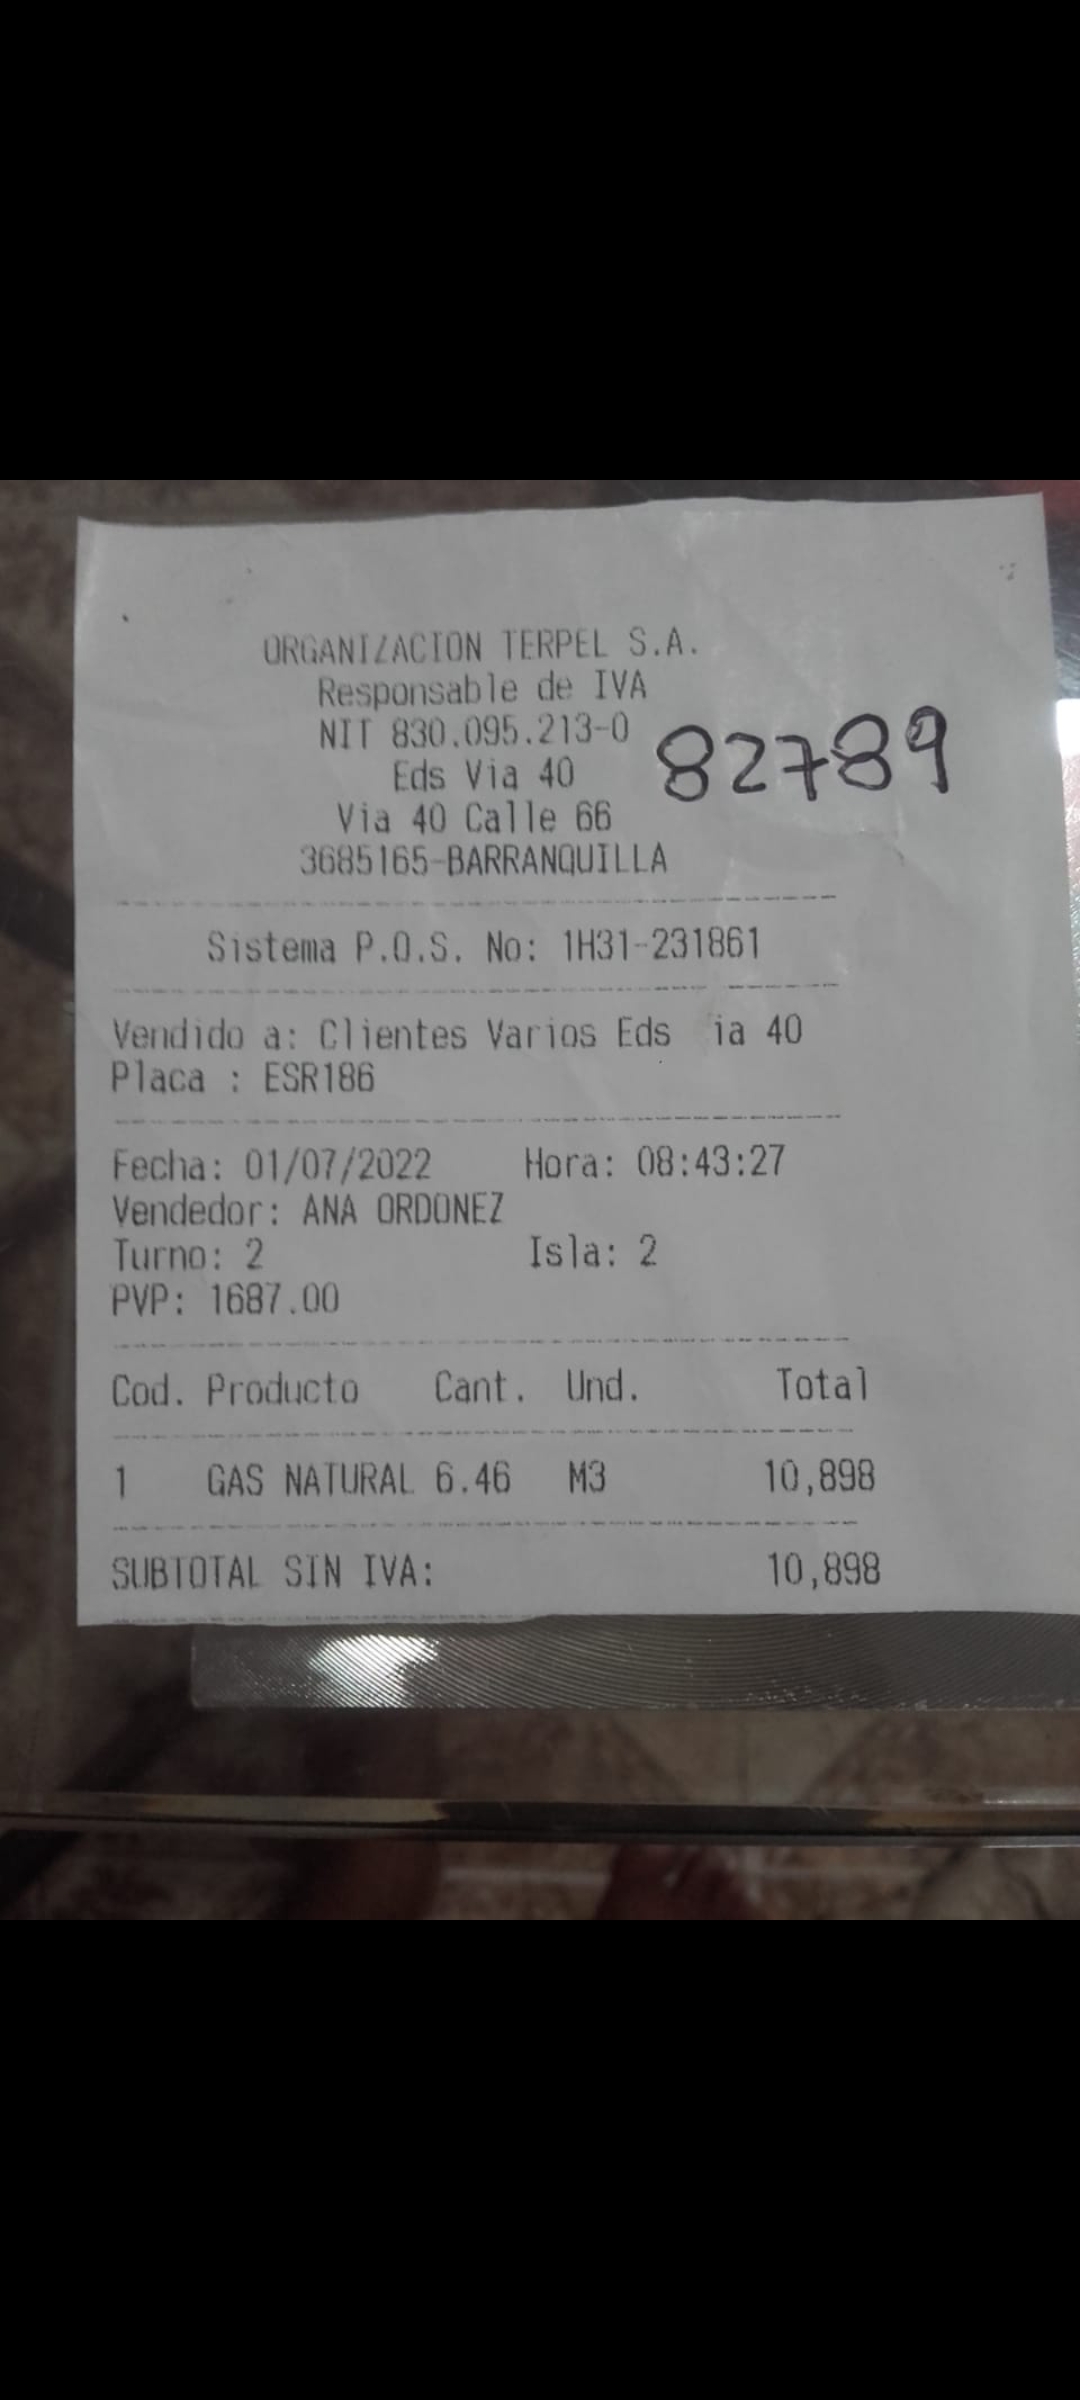 ORGANIZACION TERPEL S.A.
Responsable de IVA
NIT 830.095.213-0
82789
Eds Via 40
Via 40 Calle 66
3685165-BARRANQUILLA
Sistema P.O.S. No: 1H31-231861
Vendido a: Clientes Varios Eds ia 40
Placa : ESR186
Fecha: 01/07/2022 Hora: 08:43:27
Vendedor: ANA ORDONEZ
Turno: 2 Isla: 2
PVP: 1687.00
Cod. Producto Cant. Und. Total
1 GAS NATURAL 6.46 M3 10,898
SUBTOTAL SIN IVA: 10,898